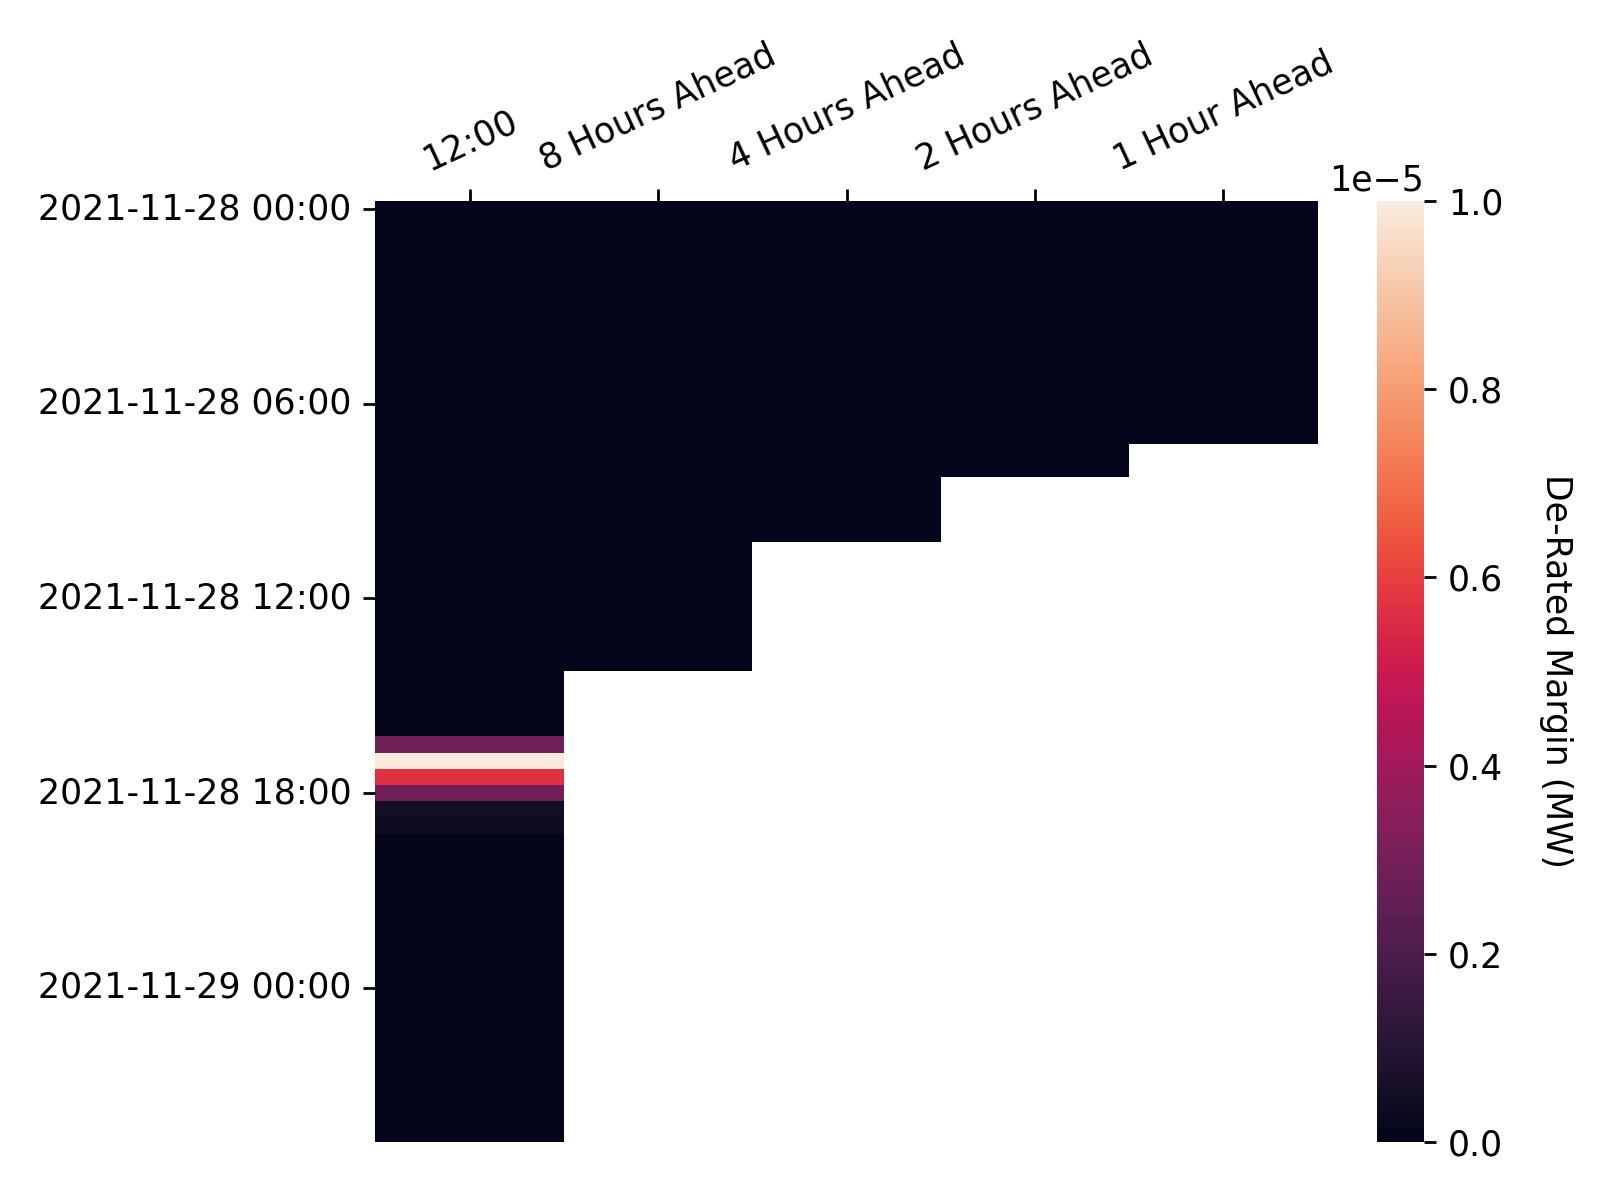 12:00
8 Hours Ahead
4 Hours Ahead
2 Hours Ahead
1 Hour Ahead
1e−5
2021-11-28 00:00
2021-11-28 06:00
2021-11-28 12:00
2021-11-28 18:00
2021-11-29 00:00
1.0
0.8
0.6
0.4
0.2
0.0
De-Rated Margin (MW)